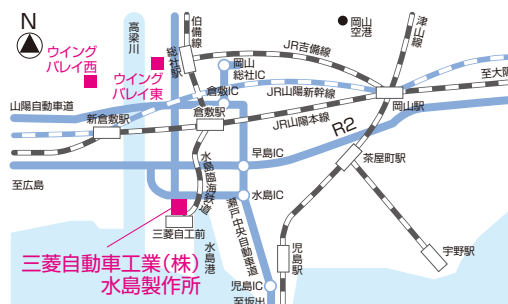 N
高梁川
伯備線
総社駅
岡山
総社IC
岡山
空港
津山線
JR吉備線
ウイング
バレイ西
ウイング
バレイ東
倉敷IC
至大阪
山陽自動車道
JR山陽新幹線
岡山駅
新倉敷駅
倉敷駅
JR山陽本線
R2
早島IC
茶屋町駅
至広島
水島臨海鉄道
水島IC
三菱自工前
水島港
瀬戸中央自動車道
児島駅
宇野駅
三菱自動車工業(株)
水島製作所
児島IC
至坂出